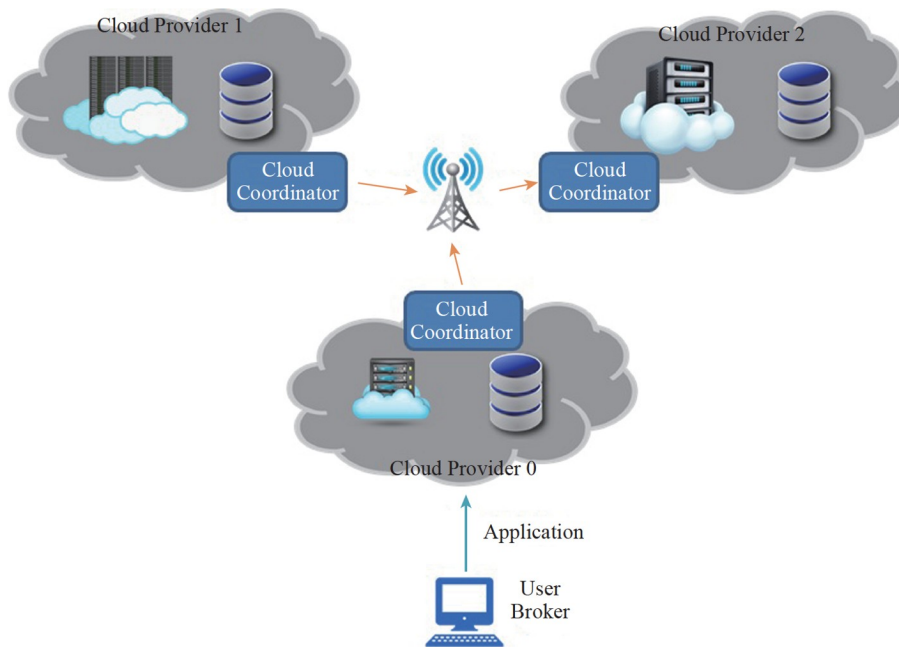 Cloud Provider 1
Cloud Provider 2
Cloud
Coordinator
Cloud
Coordinator
Cloud
Coordinator
Cloud Provider 0
Application
User
Broker